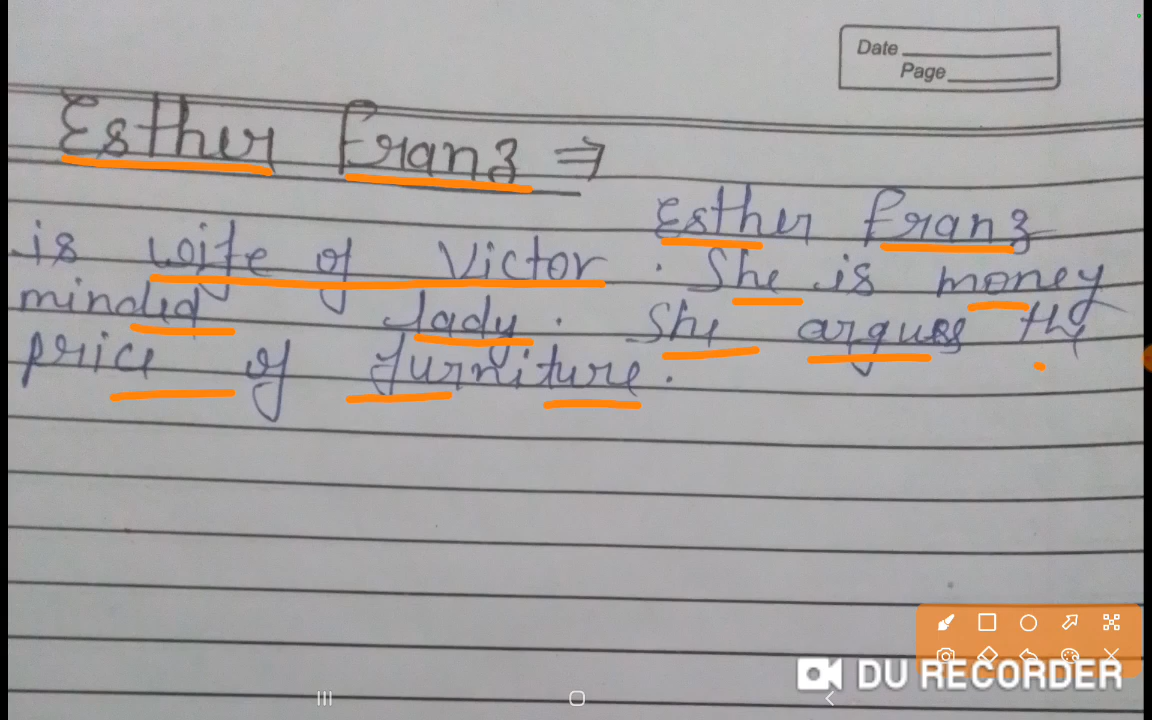 Date
Page
Esther Franz ⇒
Esther Franz
is wife of Victor. She is money
minded lady. She argues the
price of furniture.
DU RECORDER